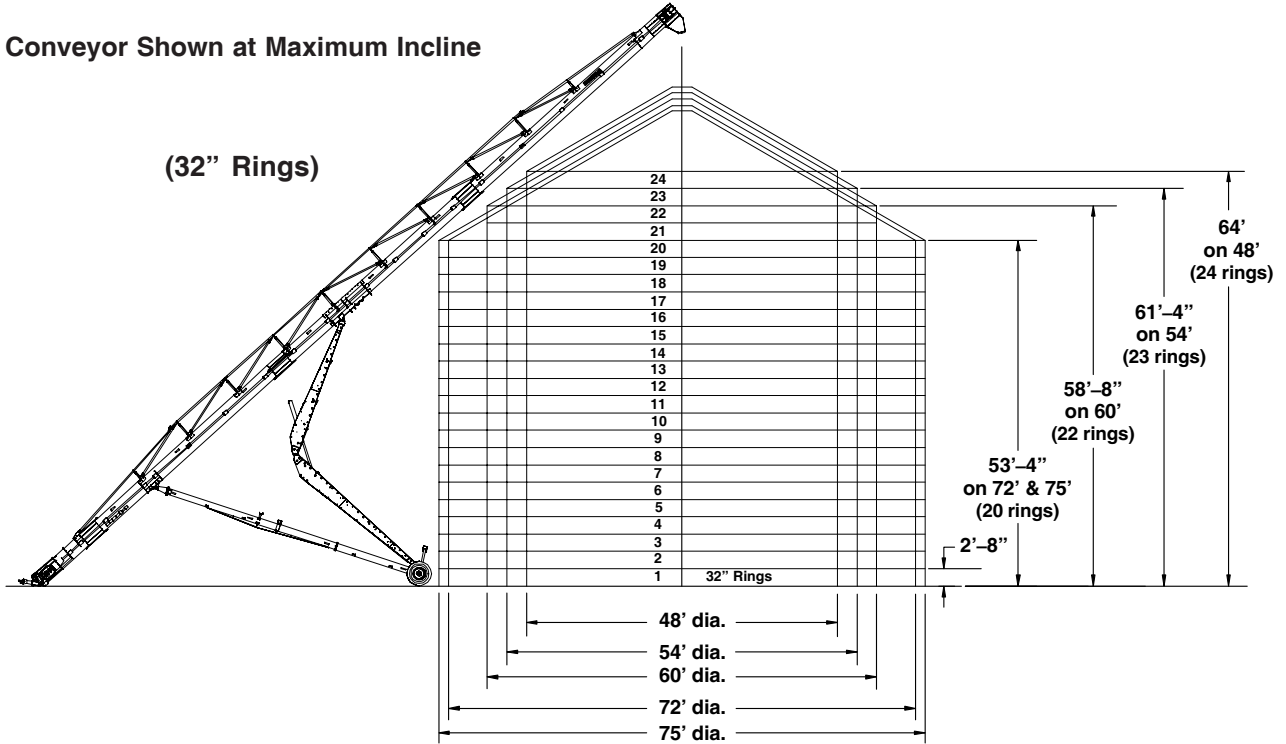 Conveyor Shown at Maximum Incline
(32” Rings)
24
23
22
21
20
19
18
17
16
15
14
13
12
11
10
9
8
7
6
5
4
3
2
1 32” Rings
64’
on 48’
(24 rings)
61’–4”
on 54’
(23 rings)
58’–8”
on 60’
(22 rings)
53’–4”
on 72’ & 75’
(20 rings)
2’–8”
48’ dia.
54’ dia.
60’ dia.
72’ dia.
75’ dia.